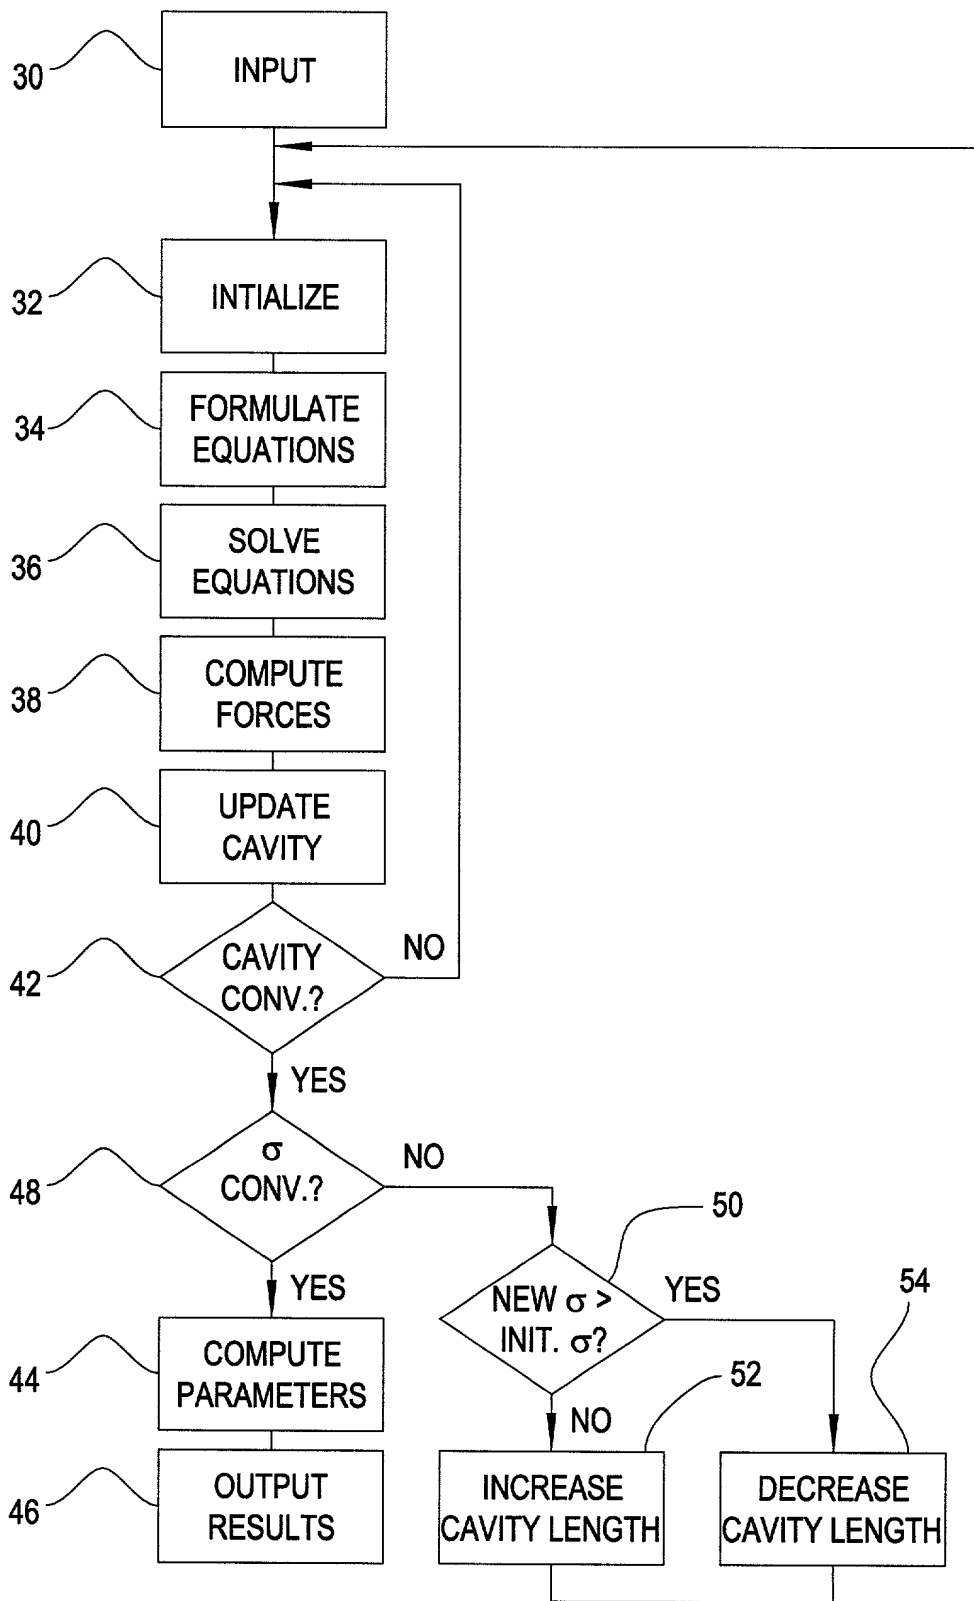 30
INPUT
32
INTIALIZE
34
FORMULATE
EQUATIONS
36
SOLVE
EQUATIONS
38
COMPUTE
FORCES
40
UPDATE
CAVITY
42
CAVITY
CONV.?
NO
YES
48
σ
CONV.?
NO
YES
50
NEW σ >
INIT. σ?
YES
NO
54
52
44
COMPUTE
PARAMETERS
46
OUTPUT
RESULTS
INCREASE
CAVITY LENGTH
DECREASE
CAVITY LENGTH